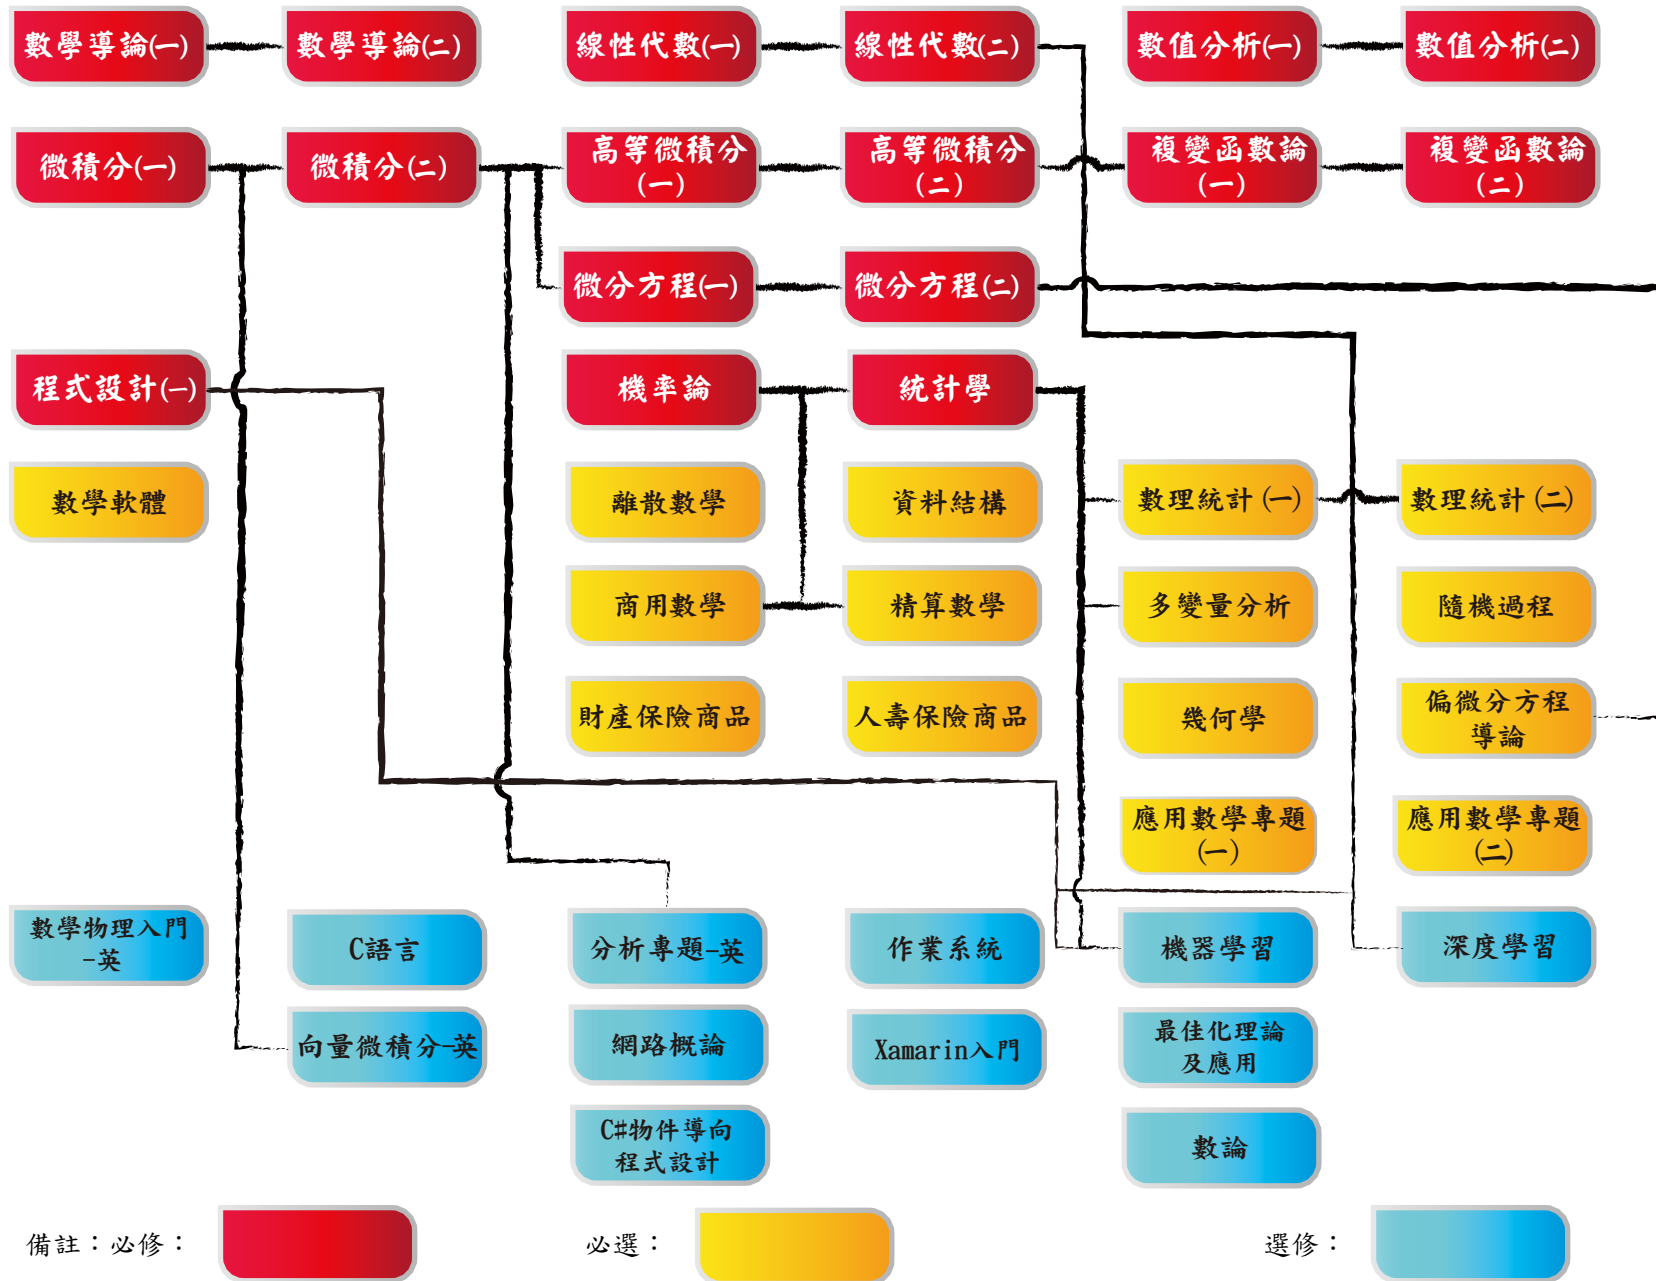 數學導論(一)
數學導論(二)
線性代數(一)
線性代數(二)
數值分析(一)
數值分析(二)
微積分(一)
微積分(二)
高等微積分
(一)
高等微積分
(二)
複變函數論
(一)
複變函數論
(二)
微分方程(一)
微分方程(二)
程式設計(一)
機率論
統計學
數學軟體
離散數學
資料結構
數理統計(一)
數理統計(二)
商用數學
精算數學
多變量分析
隨機過程
財產保險商品
人壽保險商品
幾何學
偏微分方程
導論
應用數學專題
(一)
應用數學專題
(二)
數學物理入門
-英
C語言
分析專題-英
作業系統
機器學習
深度學習
向量微積分-英
網路概論
Xamarin入門
最佳化理論
及應用
C#物件導向
程式設計
數論
備註：必修：
必選：
選修：